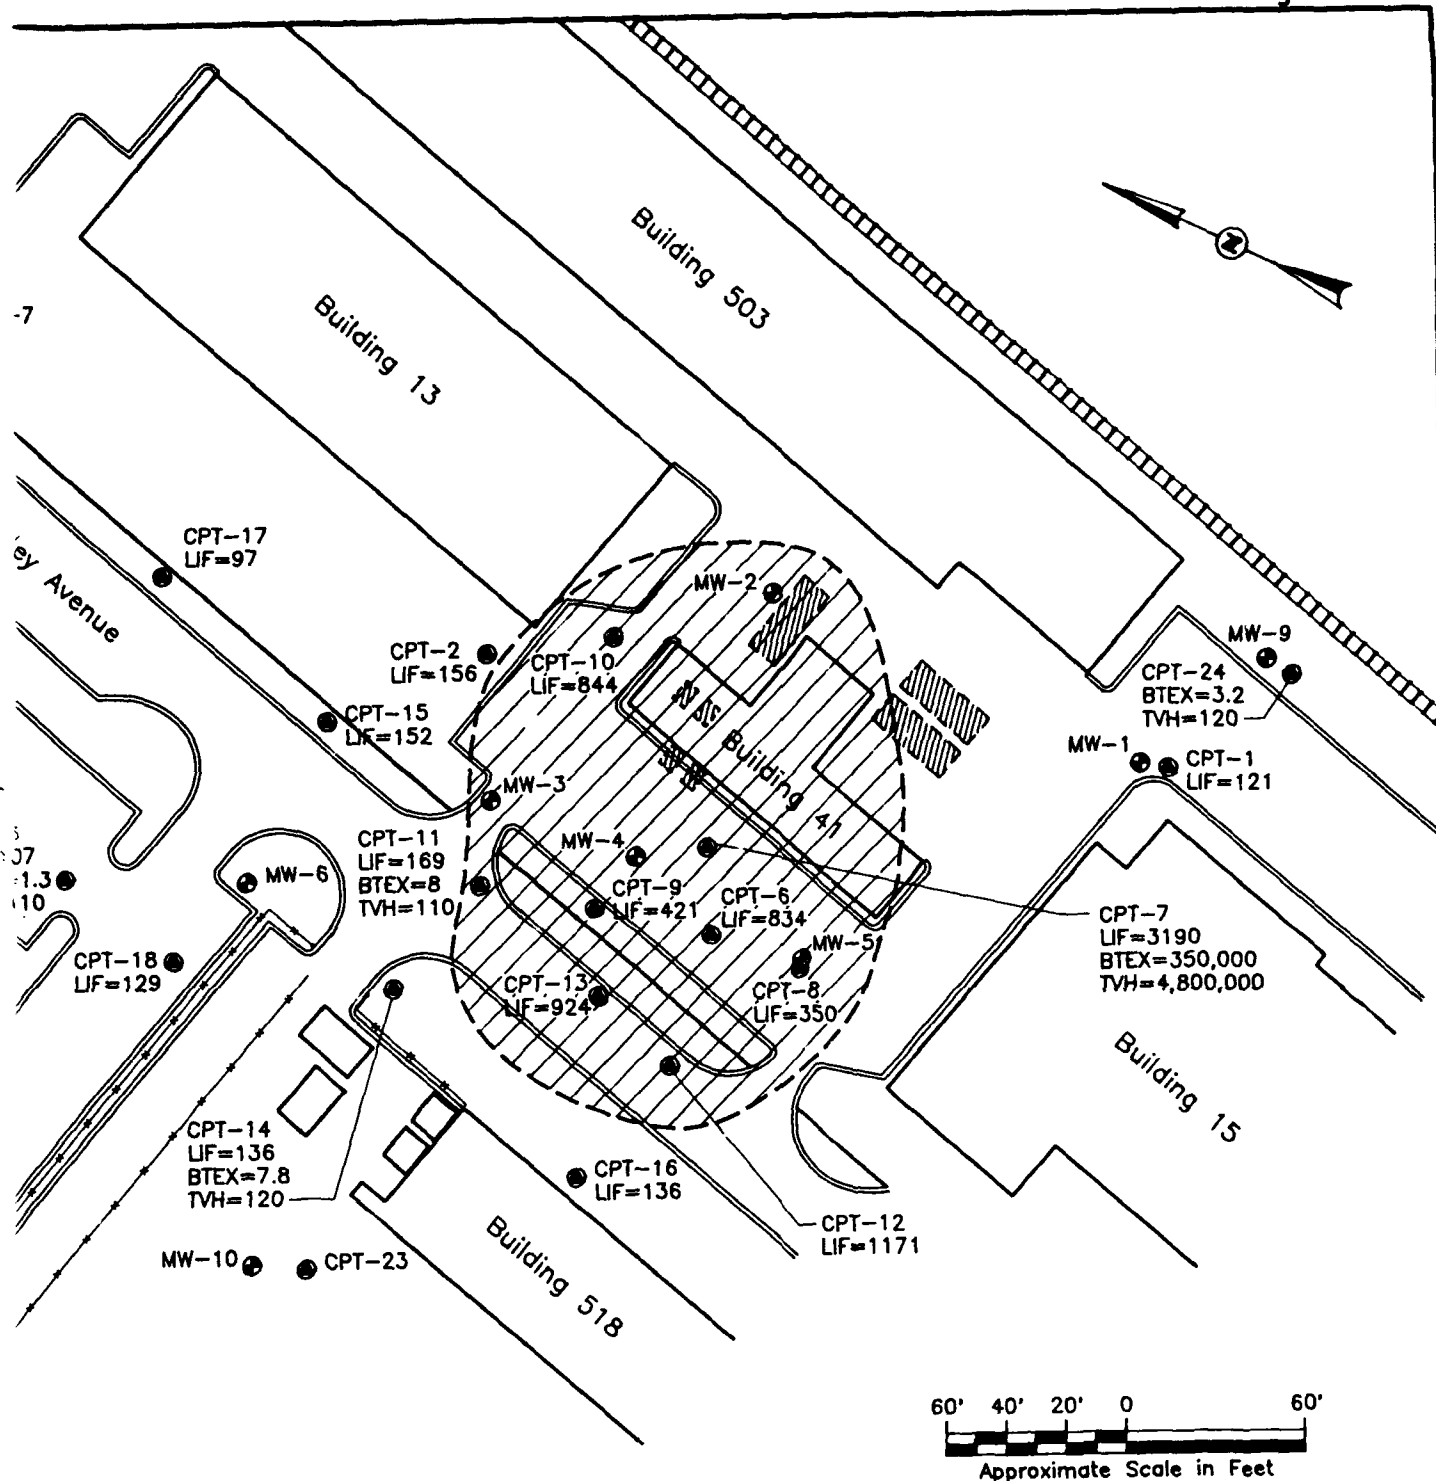 Building 503
N
Building 13
-7
CPT-17
LIF=97
ey Avenue
MW-2
MW-9
CPT-2
LIF=156
CPT-10
LIF=844
CPT-24
BTEX=3.2
TVH=120
CPT-15
LIF=152
Building 41
MW-1
CPT-1
LIF=121
MW-3
CPT-11
LIF=169
BTEX=8
TVH=110
MW-4
MW-6
07
=1.3
10
CPT-9
LIF=421
CPT-6
LIF=834
CPT-7
LIF=3190
BTEX=350,000
TVH=4,800,000
MW-5
CPT-18
LIF=129
CPT-13
LIF=924
CPT-8
LIF=350
Building 15
CPT-14
LIF=136
BTEX=7.8
TVH=120
CPT-16
LIF=136
CPT-12
LIF=1171
MW-10
CPT-23
Building 518
60' 40' 20' 0 60'
Approximate Scale in Feet